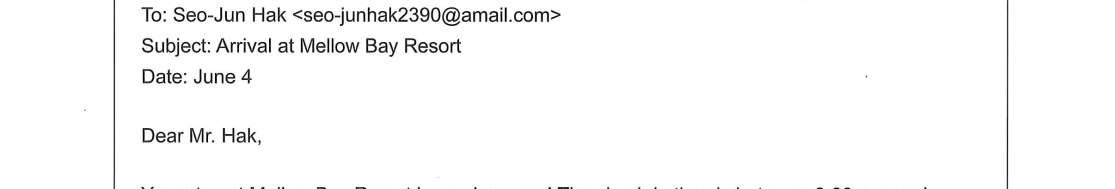 To: Seo-Jun Hak <seo-junhak2390@amail.com>
Subject: Arrival at Mellow Bay Resort
Date: June 4
Dear Mr. Hak,